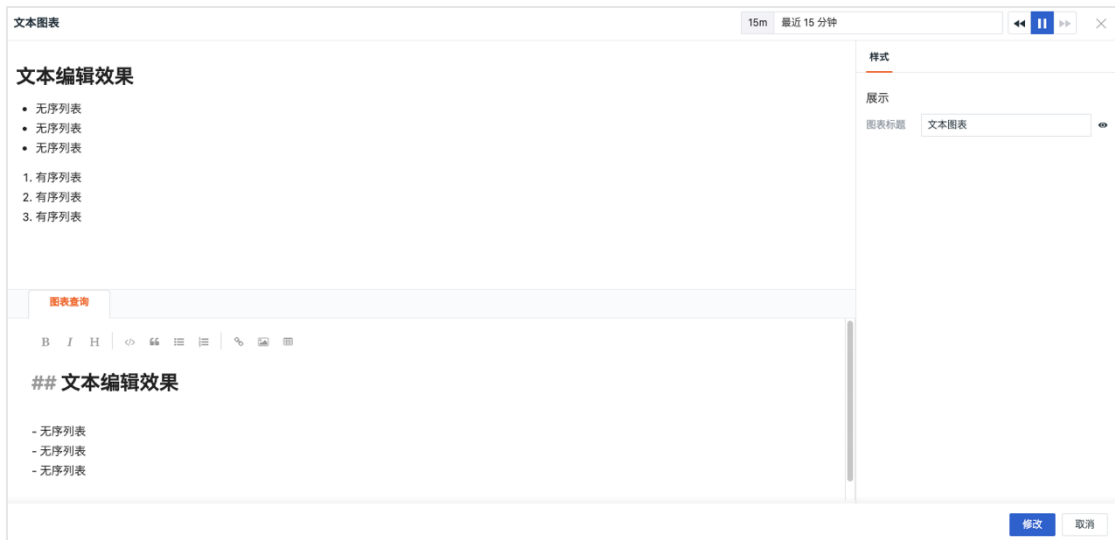 文本图表
15m 最近 15 分钟
样式
文本编辑效果
• 无序列表
• 无序列表
• 无序列表
1. 有序列表
2. 有序列表
3. 有序列表
展示
图表标题 文本图表
图表查询
B I H
## 文本编辑效果
- 无序列表
- 无序列表
- 无序列表
修改 取消